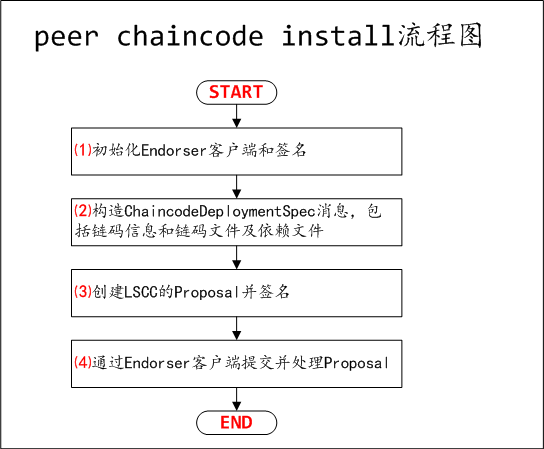 peer chaincode install流程图
START
(1)初始化Endorser客户端和签名
(2)构造ChaincodeDeploymentSpec消息，包
括链码信息和链码文件及依赖文件
(3)创建LSCC的Proposal并签名
(4)通过Endorser客户端提交并处理Proposal
END